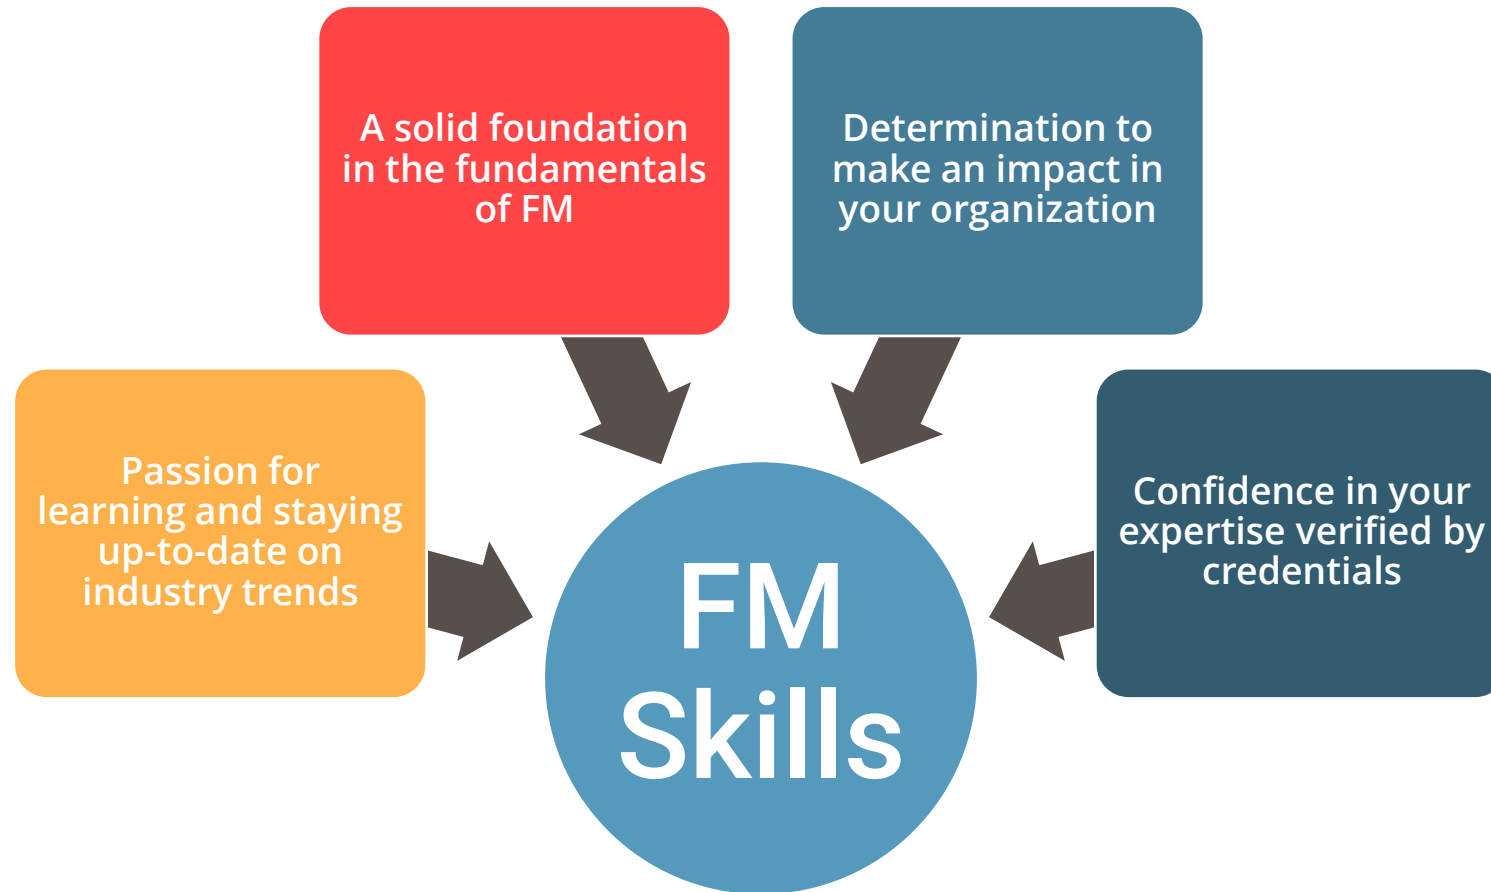 A solid foundation
in the fundamentals
of FM
Determination to
make an impact in
your organization
Passion for
learning and staying
up-to-date on
industry trends
Confidence in your
expertise verified by
credentials
FM
Skills